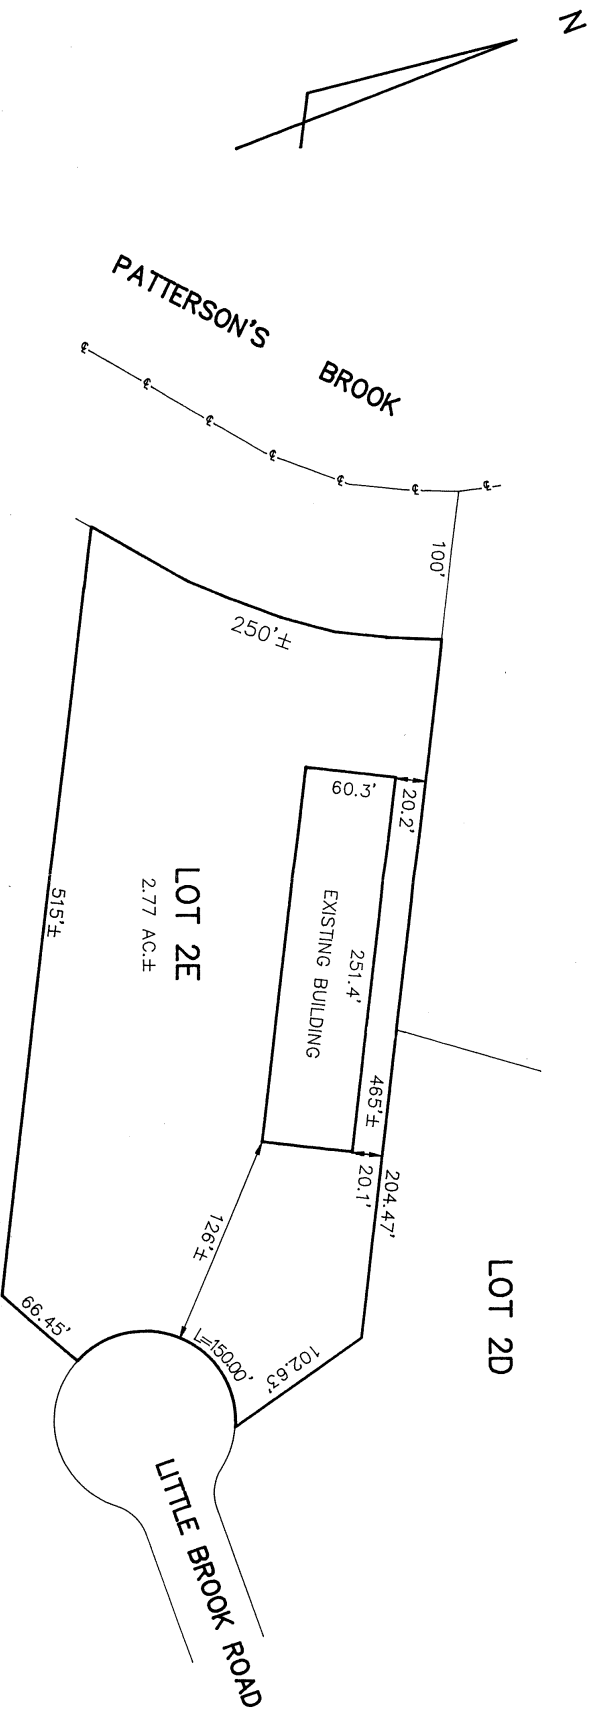 N
PATTERSON'S BROOK
100'
250'±
60.3'
20.2'
LOT 2E
2.77 AC.±
515'±
251.4'
EXISTING BUILDING
465'±
20.1'
204.47'
126'±
LOT 2D
66.45'
L=150.00'
102.63'
LITTLE BROOK ROAD